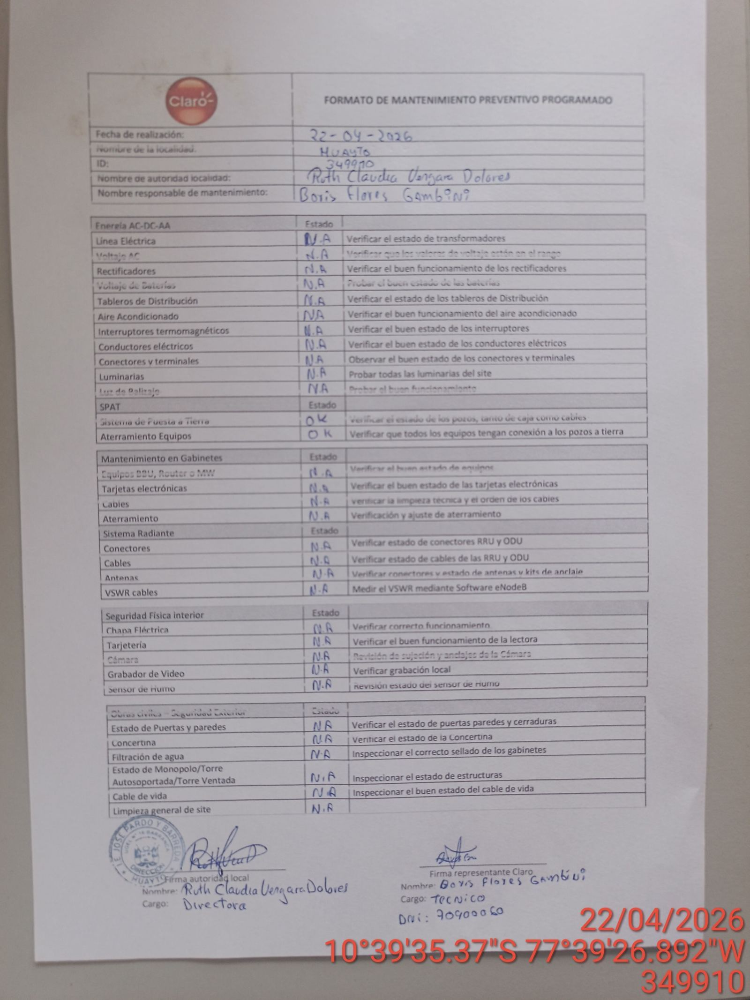 Claro
FORMATO DE MANTENIMIENTO PREVENTIVO PROGRAMADO
Fecha de realización: 22-04-2026
Nombre de la localidad: HUAYTO
ID: 349910
Nombre de autoridad localidad: Ruth Claudia Vergara Dolores
Nombre responsable de mantenimiento: Boris Flores Gambini
Energía AC-DC-AA Estado
Línea Eléctrica N.A Verificar el estado de transformadores
Voltaje AC N.A Verificar que los valores de voltaje estén en el rango
Rectificadores N.A Verificar el buen funcionamiento de los rectificadores
Voltaje de Baterías N.A Probar el buen estado de las baterías
Tableros de Distribución N.A Verificar el estado de los tableros de Distribución
Aire Acondicionado NA Verificar el buen funcionamiento del aire acondicionado
Interruptores termomagnéticos N.A Verificar el buen estado de los interruptores
Conductores eléctricos N.A Verificar el buen estado de los conductores eléctricos
Conectores y terminales NA Observar el buen estado de los conectores y terminales
Luminarias N.A Probar todas las luminarias del site
Luz de Balizaje N.A Probar el buen funcionamiento
SPAT Estado
Sistema de Puesta a Tierra OK Verificar el estado de los pozos, tanto de caja como cables
Aterramiento Equipos OK Verificar que todos los equipos tengan conexión a los pozos a tierra
Mantenimiento en Gabinetes Estado
Equipos BBU, Router o MW N.A Verificar el buen estado de equipos
Tarjetas electrónicas N.A Verificar el buen estado de las tarjetas electrónicas
Cables N.A Verificar la limpieza técnica y el orden de los cables
Aterramiento N.A Verificación y ajuste de aterramiento
Sistema Radiante Estado
Conectores N.A Verificar estado de conectores RRU y ODU
Cables N.A Verificar estado de cables de las RRU y ODU
Antenas N.A Verificar conectores y estado de antenas y kits de anclaje
VSWR cables N.A Medir el VSWR mediante Software eNodeB
Seguridad Física interior Estado
Chapa Eléctrica N.A Verificar correcto funcionamiento
Tarjetería N.A Verificar el buen funcionamiento de la lectora
Cámara N.A Revisión de sujeción y anclajes de la Cámara
Grabador de Video N.A Verificar grabación local
Sensor de Humo N.A Revisión estado del sensor de Humo
Obras civiles – Seguridad Exterior Estado
Estado de Puertas y paredes NA Verificar el estado de puertas paredes y cerraduras
Concertina N.A Verificar el estado de la Concertina
Filtración de agua N.A Inspeccionar el correcto sellado de los gabinetes
Estado de Monopolo/Torre
Autosoportada/Torre Ventada N.A Inspeccionar el estado de estructuras
Cable de vida N.A Inspeccionar el buen estado del cable de vida
Limpieza general de site N.A
IE JOSE PARDO Y BARREDA
UGEL N° 16 BARRANCA
DIRECCION
HUAYTO
Firma autoridad local
Nombre: Ruth Claudia Vergara Dolores
Cargo: Directora
Firma representante Claro
Nombre: Boris Flores Gambini
Cargo: TECNICO
DNi: 70900060
22/04/2026
10°39'35.37"S 77°39'26.892"W
349910